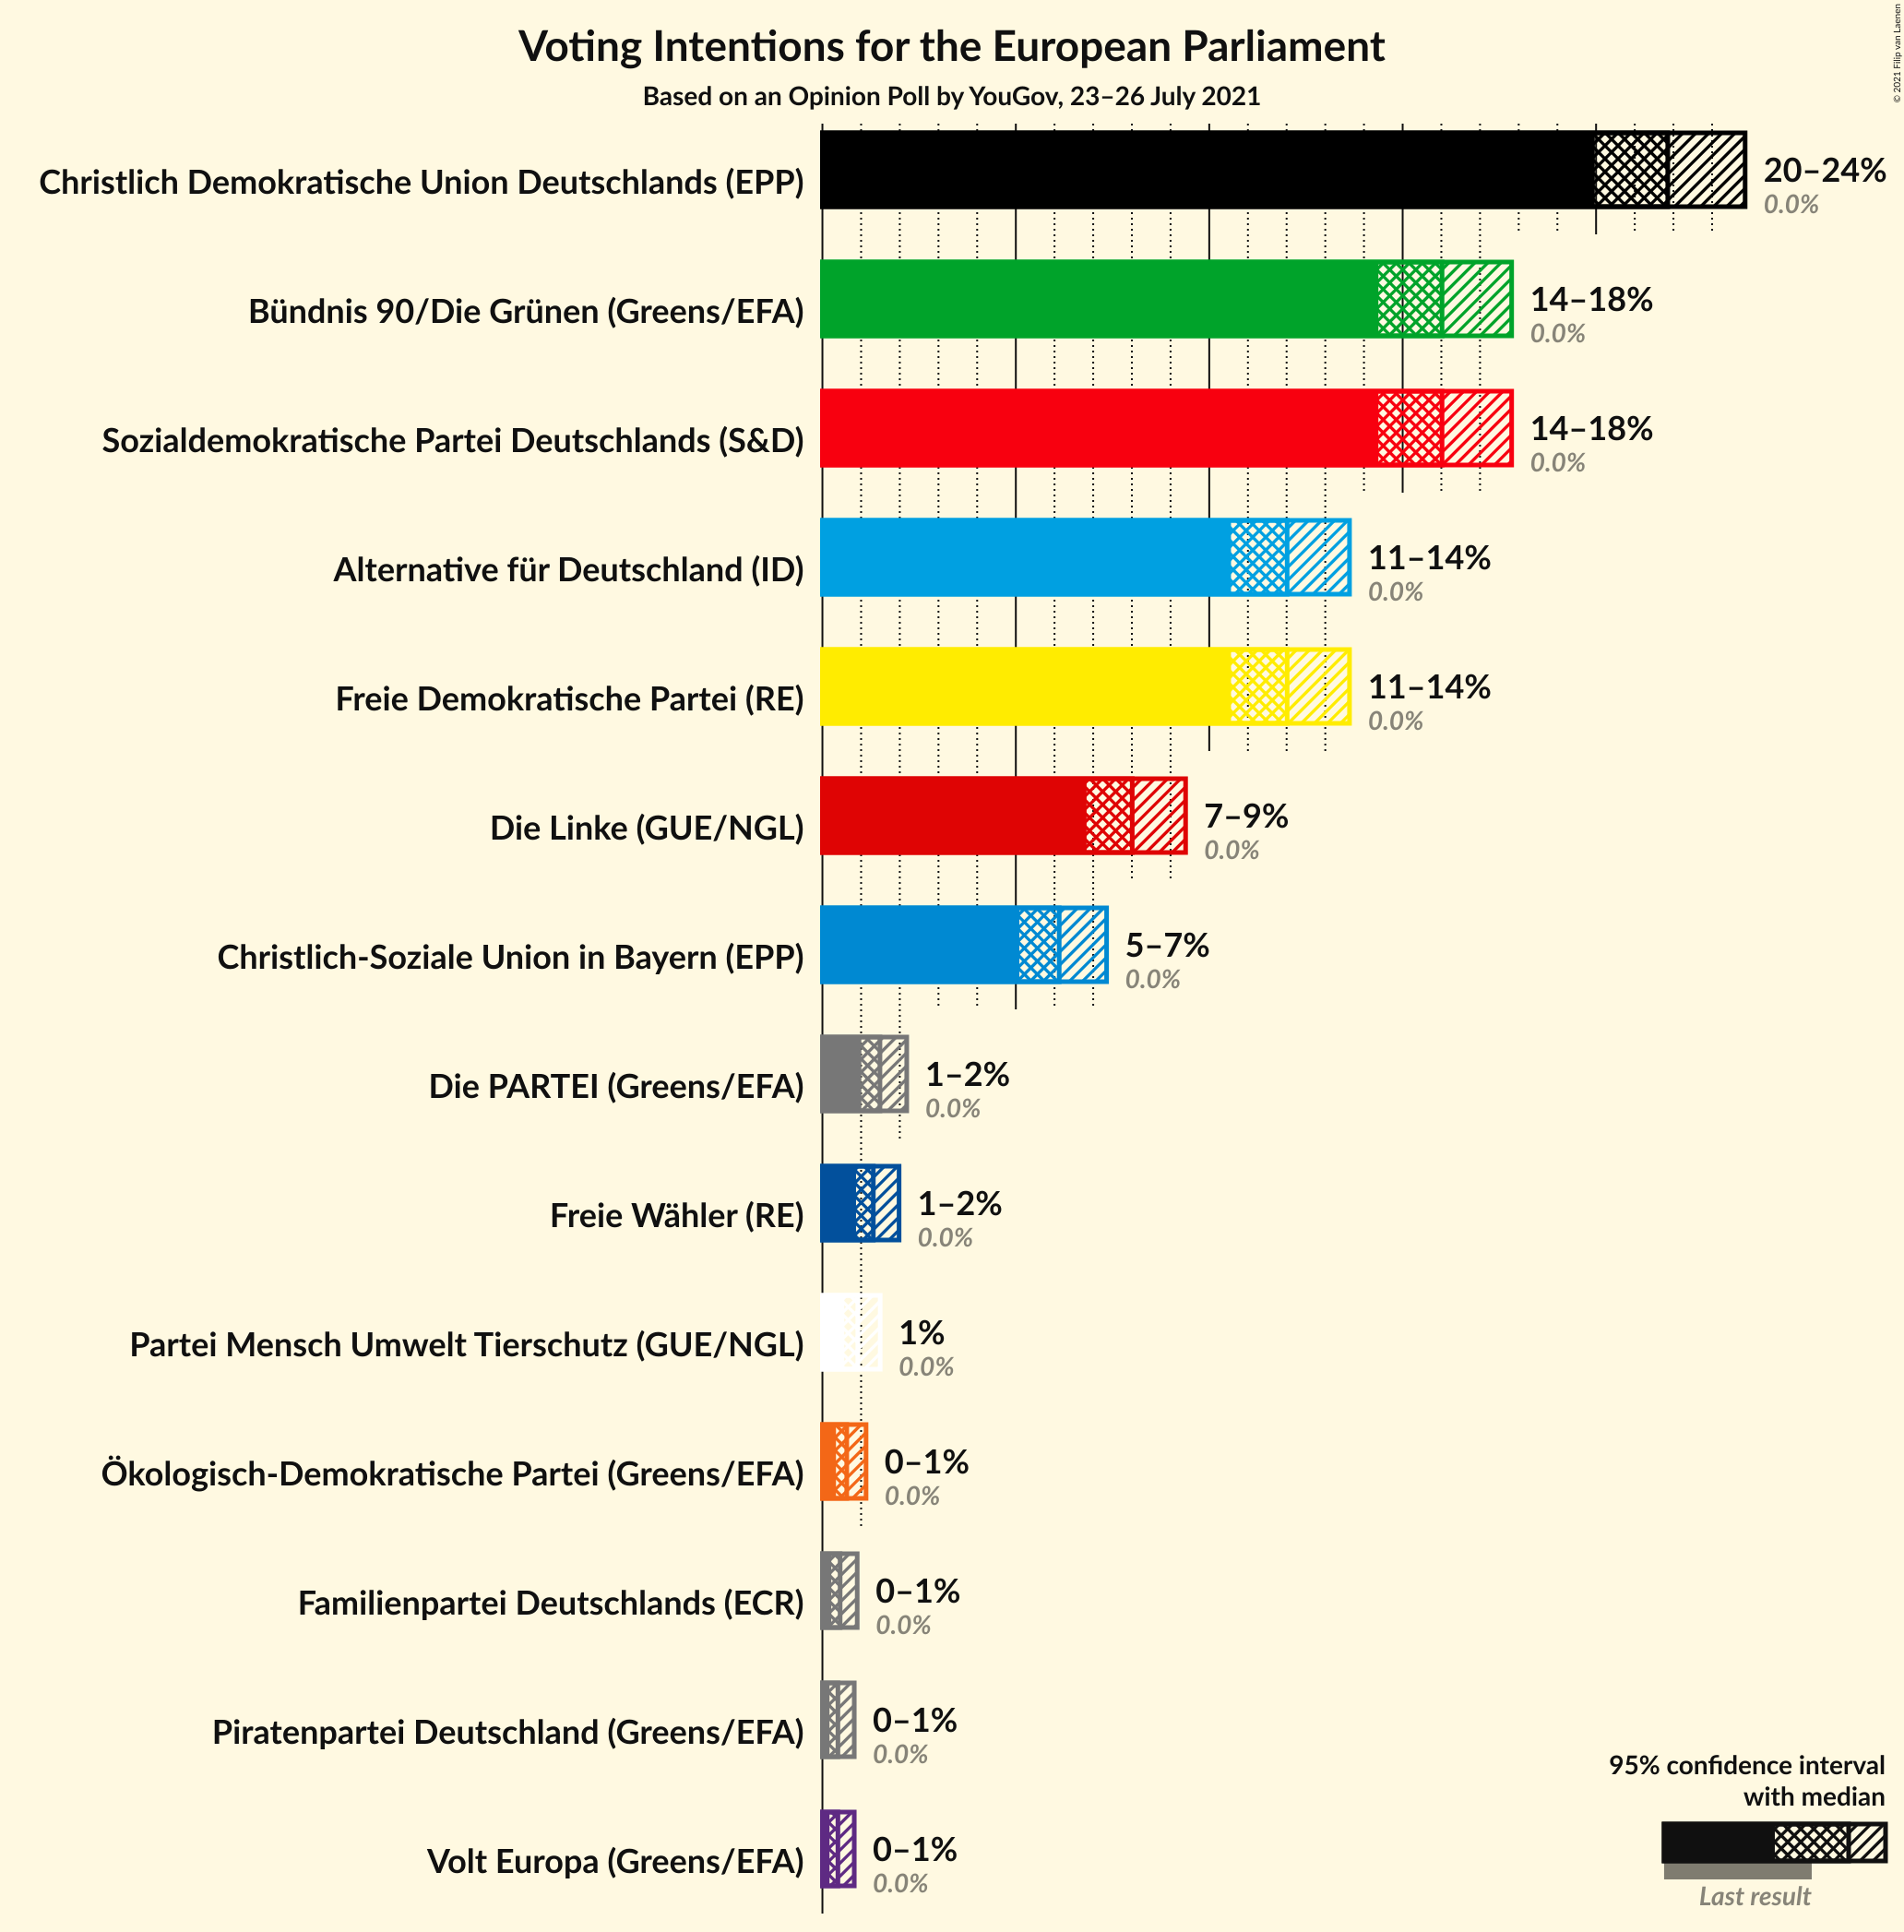 © 2021 Filip van Laenen
Voting Intentions for the European Parliament
Based on an Opinion Poll by YouGov, 23–26 July 2021
Christlich Demokratische Union Deutschlands (EPP)
20–24%
0.0%
Bündnis 90/Die Grünen (Greens/EFA)
14–18%
0.0%
Sozialdemokratische Partei Deutschlands (S&D)
14–18%
0.0%
Alternative für Deutschland (ID)
11–14%
0.0%
Freie Demokratische Partei (RE)
11–14%
0.0%
Die Linke (GUE/NGL)
7–9%
0.0%
Christlich-Soziale Union in Bayern (EPP)
5–7%
0.0%
Die PARTEI (Greens/EFA)
1–2%
0.0%
Freie Wähler (RE)
1–2%
0.0%
Partei Mensch Umwelt Tierschutz (GUE/NGL)
1%
0.0%
Ökologisch-Demokratische Partei (Greens/EFA)
0–1%
0.0%
Familienpartei Deutschlands (ECR)
0–1%
0.0%
Piratenpartei Deutschland (Greens/EFA)
0–1%
0.0%
Volt Europa (Greens/EFA)
0–1%
0.0%
95% confidence interval
with median
Last result